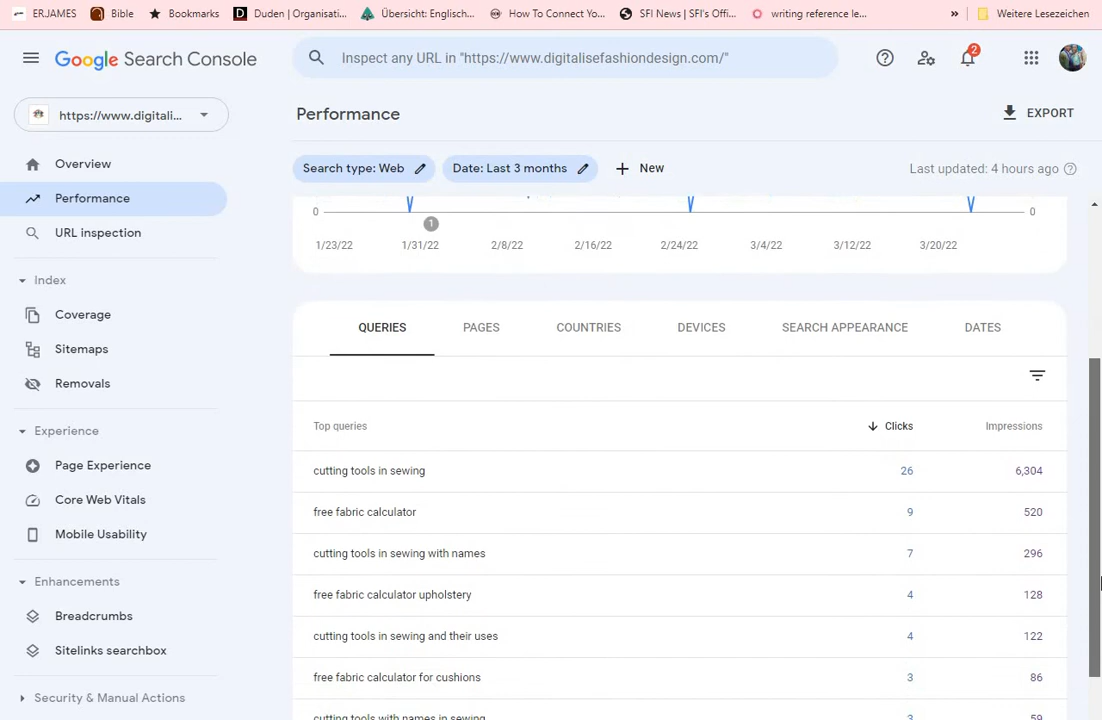 ERJAMES
Bible
Bookmarks
D
Duden | Organisati...
Übersicht: Englisch...
How To Connect Yo...
SFI News | SFI's Offi...
writing reference le...
»
Weitere Lesezeichen
Google Search Console
Inspect any URL in "https://www.digitalisefashiondesign.com/"
2
https://www.digitali...
Performance
EXPORT
Overview
Performance
URL inspection
Index
Coverage
Sitemaps
Removals
Experience
Page Experience
Core Web Vitals
Mobile Usability
Enhancements
Breadcrumbs
Sitelinks searchbox
Security & Manual Actions
Search type: Web
Date: Last 3 months
+ New
Last updated: 4 hours ago
0
0
1
1/23/22 1/31/22 2/8/22 2/16/22 2/24/22 3/4/22 3/12/22 3/20/22
QUERIES PAGES COUNTRIES DEVICES SEARCH APPEARANCE DATES
Top queries Clicks Impressions
cutting tools in sewing 26 6,304
free fabric calculator 9 520
cutting tools in sewing with names 7 296
free fabric calculator upholstery 4 128
cutting tools in sewing and their uses 4 122
free fabric calculator for cushions 3 86
cutting tools with names in sewing 3 59